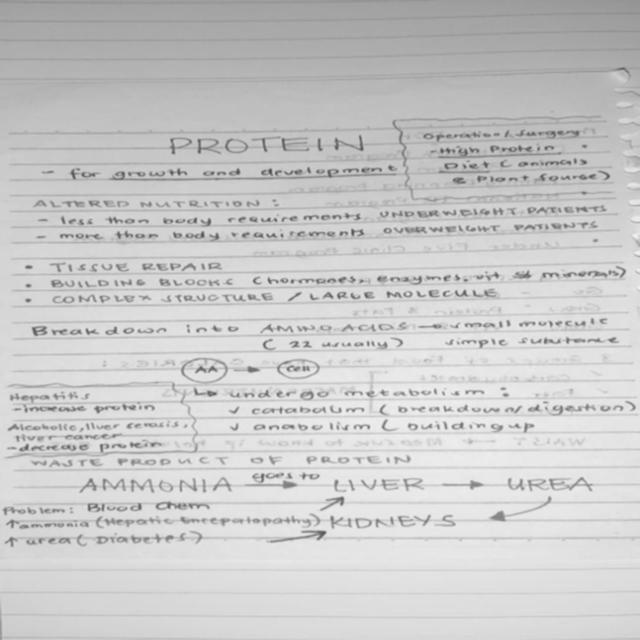 PROTEIN
- for growth and development
Operation/Surgery
- High Protein
Diet (animals
& Plant Source)
ALTERED NUTRITION:
- less than body requirements UNDERWEIGHT PATIENTS
- more than body requirements OVERWEIGHT PATIENTS
• TISSUE REPAIR
• BUILDING BLOCKS (hormones, enzymes, vit. & minerals)
• COMPLEX STRUCTURE / LARGE MOLECULE
Breakdown into AMINO ACIDS → small molecule
( 22 usually) simple substance
AA → cell
↳ undergo metabolism:
✓ catabolism (breakdown/digestion)
✓ anabolism (building up
Hepatitis
- increase protein
Alcoholic, liver cerosis,
liver cancer
- decrease protein
WASTE PRODUCT OF PROTEIN
AMMONIA goes to → LIVER → UREA
KIDNEYS
Problem: Blood Chem
↑ ammonia (Hepatic Encepalopathy)
↑ urea (Diabetes)